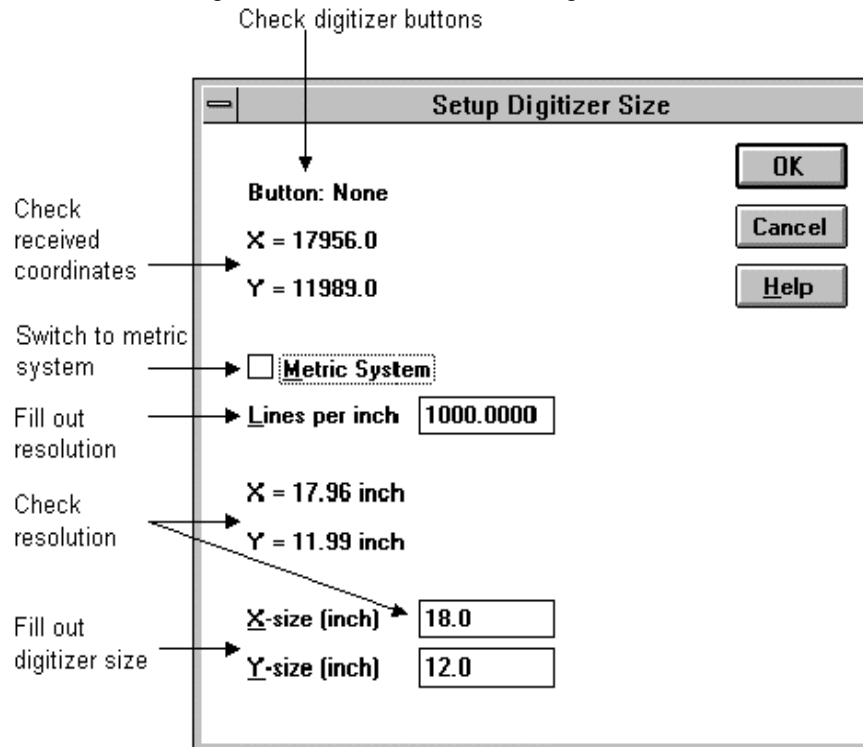 Check digitizer buttons
Setup Digitizer Size
OK
Button: None
Check
received
coordinates
X = 17956.0
Cancel
Y = 11989.0
Help
Switch to metric
system
Metric System
Fill out
resolution
Lines per inch 1000.0000
Check
resolution
X = 17.96 inch
Y = 11.99 inch
Fill out
digitizer size
X-size (inch) 18.0
Y-size (inch) 12.0